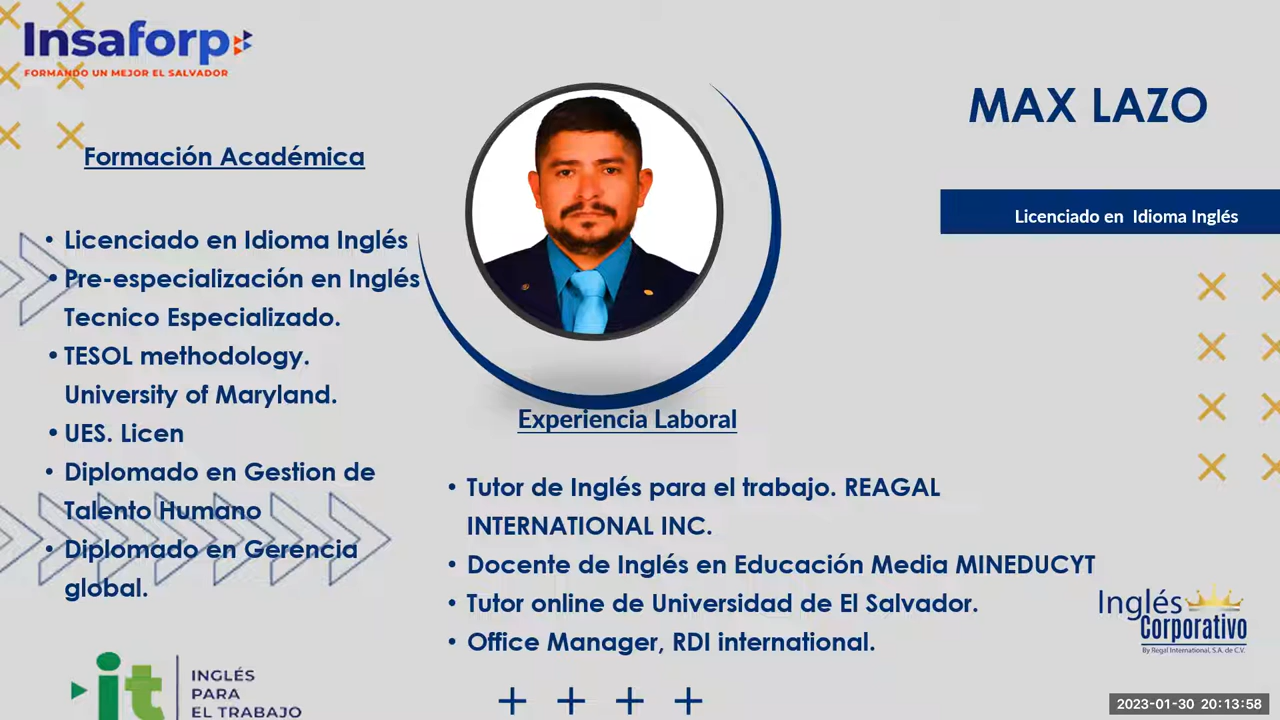 Insaforp
FORMANDO UN MEJOR EL SALVADOR
MAX LAZO
Licenciado en Idioma Inglés
Formación Académica
• Licenciado en Idioma Inglés
• Pre-especialización en Inglés
Tecnico Especializado.
• TESOL methodology.
University of Maryland.
• UES. Licen
• Diplomado en Gestion de
Talento Humano
• Diplomado en Gerencia
global.
Experiencia Laboral
• Tutor de Inglés para el trabajo. REAGAL
INTERNATIONAL INC.
• Docente de Inglés en Educación Media MINEDUCYT
• Tutor online de Universidad de El Salvador.
• Office Manager, RDI international.
Inglés
Corporativo
By Regal International, S.A. de C.V.
it
INGLÉS
PARA
EL TRABAJO
2023-01-30 20:13:58